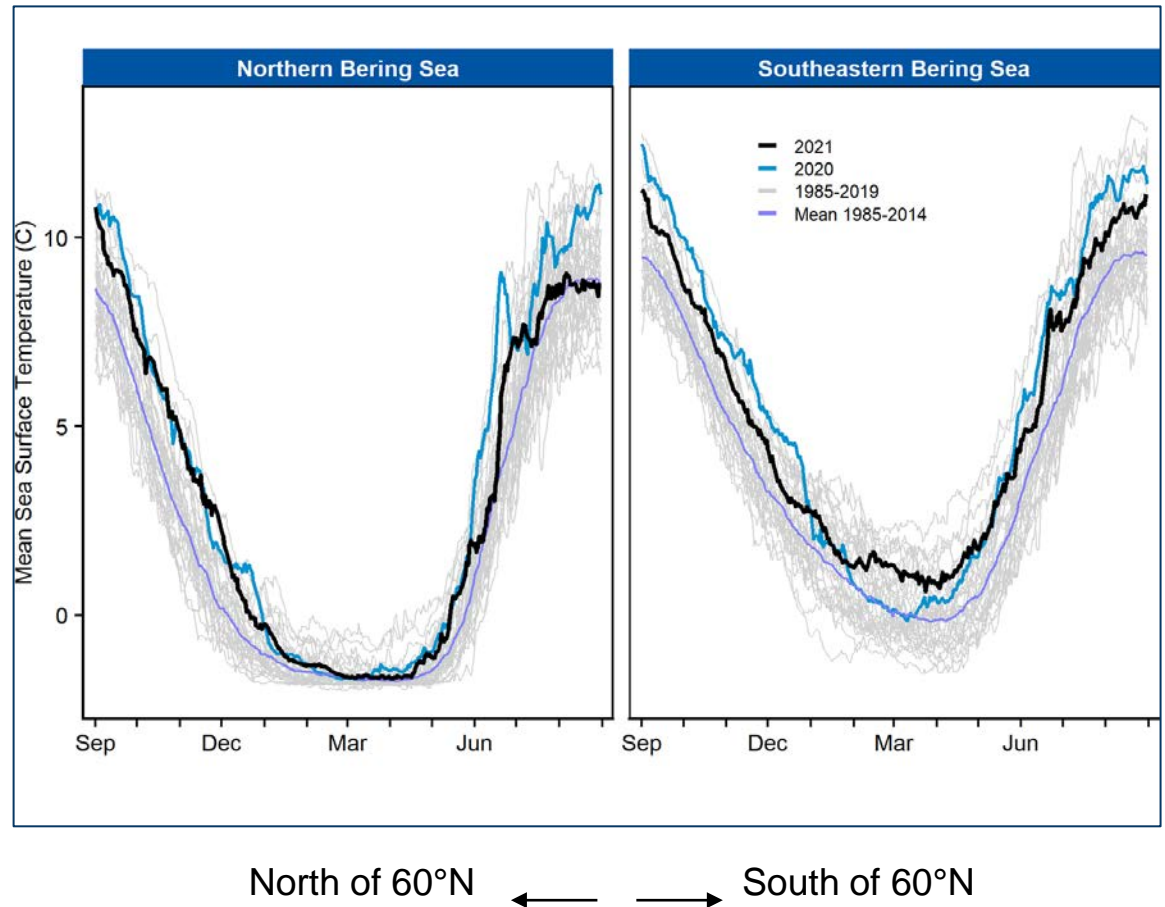 Northern Bering Sea
Southeastern Bering Sea
Mean Sea Surface Temperature (C)
10
5
0
2021
2020
1985-2019
Mean 1985-2014
Sep Dec Mar Jun
Sep Dec Mar Jun
North of 60°N
South of 60°N